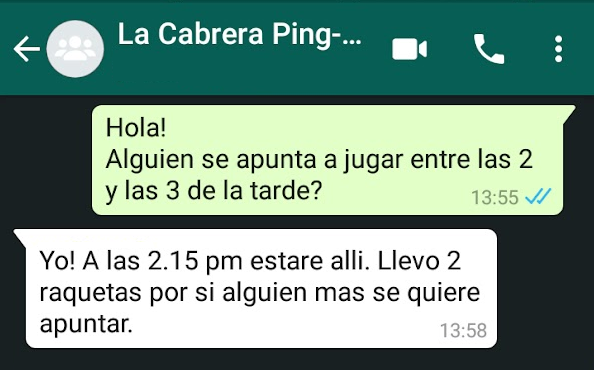 La Cabrera Ping-...
Hola!
Alguien se apunta a jugar entre las 2
y las 3 de la tarde?
13:55
Yo! A las 2.15 pm estare alli. Llevo 2
raquetas por si alguien mas se quiere
apuntar.
13:58